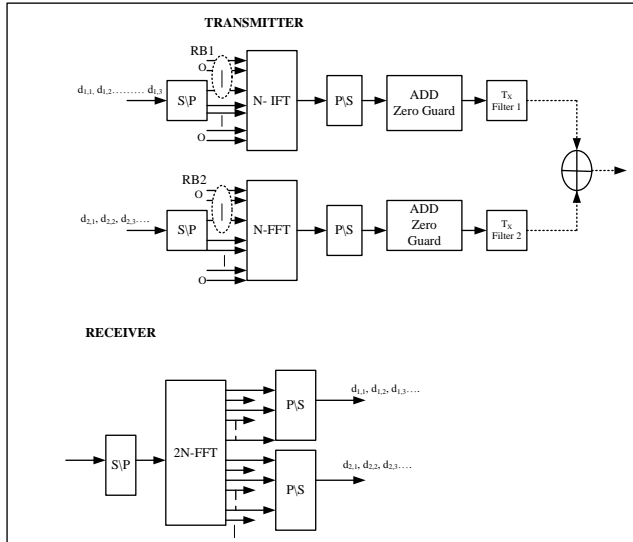 TRANSMITTER
RB1
O
d1,1, d1,2……… d1,3
S\P
O
N- IFT
P\S
ADD
Zero Guard
TX
Filter 1
RB2
O
d2,1, d2,2, d2,3….
S\P
O
N-FFT
P\S
ADD
Zero
Guard
TX
Filter 2
RECEIVER
S\P
2N-FFT
P\S
d1,1, d1,2, d1,3….
P\S
d2,1, d2,2, d2,3….